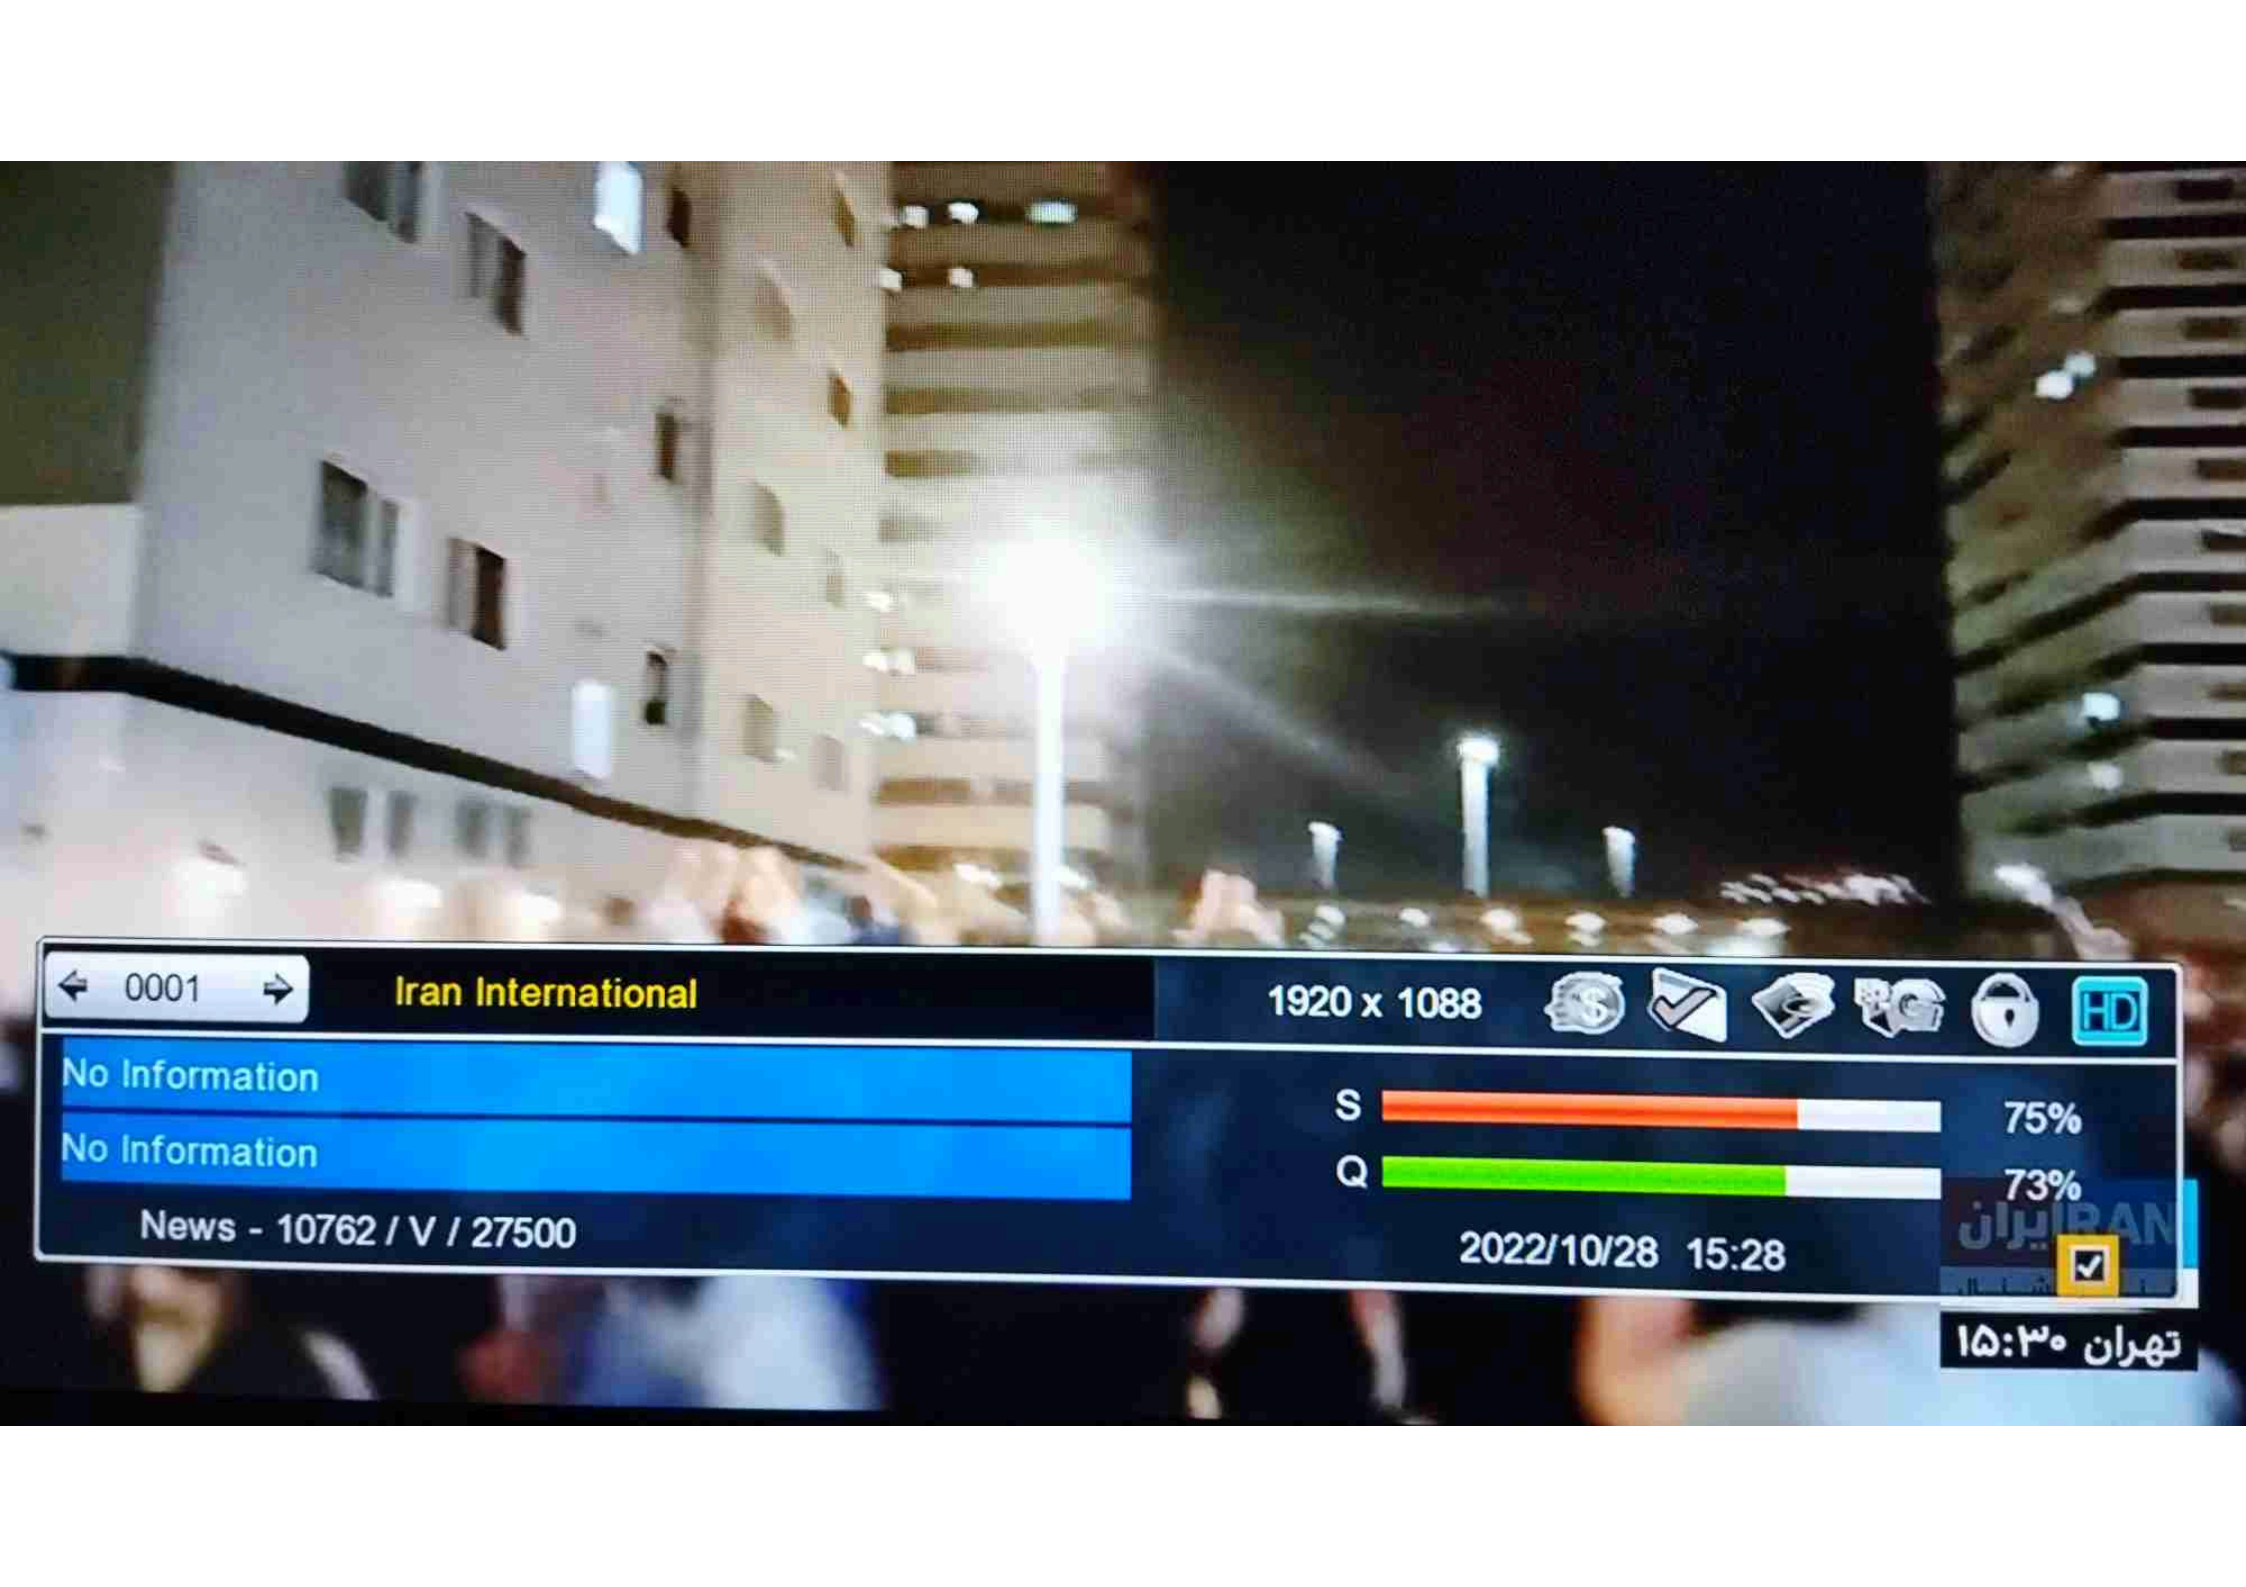 0001 Iran International 1920 x 1088 HD
No Information
S 75%
No Information
Q 73%
News - 10762 / V / 27500
2022/10/28 15:28
ایران IRAN
تهران ۱۵:۳۰